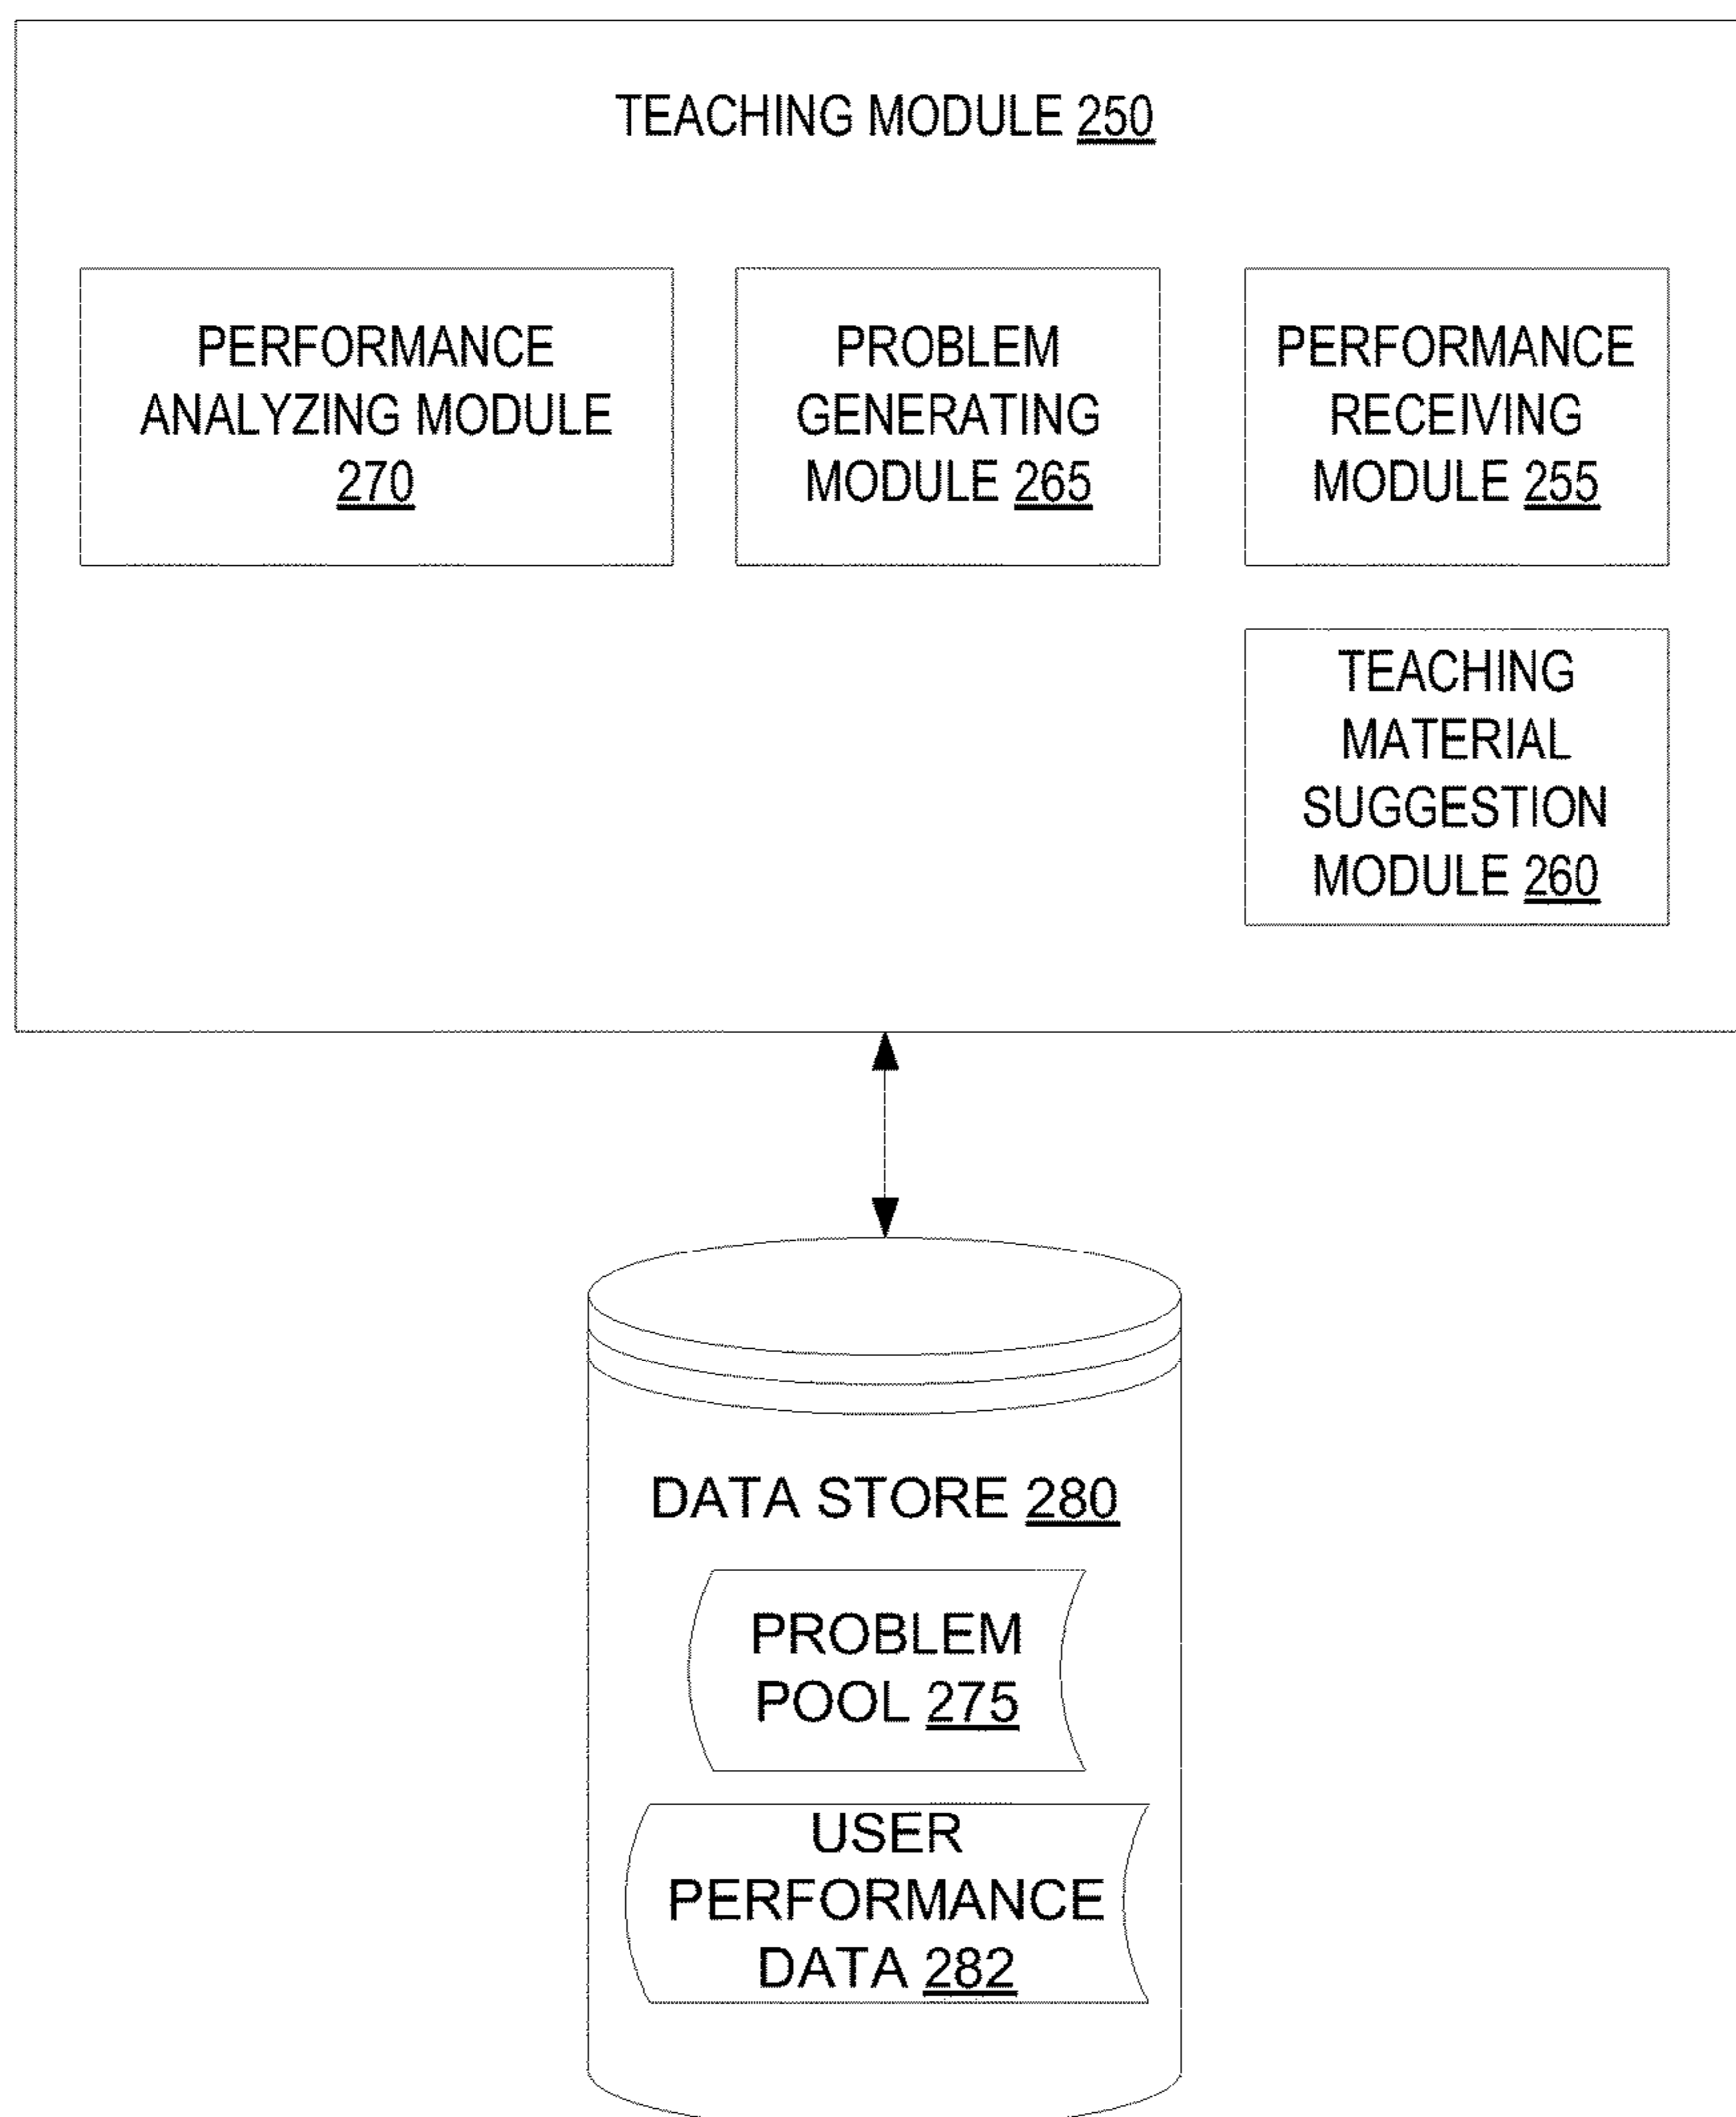 TEACHING MODULE 250
PERFORMANCE
ANALYZING MODULE
270
PROBLEM
GENERATING
MODULE 265
PERFORMANCE
RECEIVING
MODULE 255
TEACHING
MATERIAL
SUGGESTION
MODULE 260
DATA STORE 280
PROBLEM
POOL 275
USER
PERFORMANCE
DATA 282